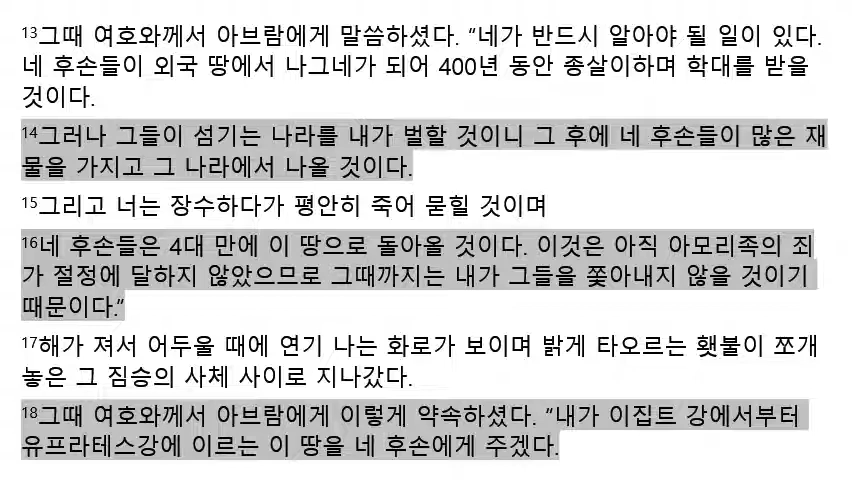 13그때 여호와께서 아브람에게 말씀하셨다. “네가 반드시 알아야 될 일이 있다.
네 후손들이 외국 땅에서 나그네가 되어 400년 동안 종살이하며 학대를 받을
것이다.
14그러나 그들이 섬기는 나라를 내가 벌할 것이니 그 후에 네 후손들이 많은 재
물을 가지고 그 나라에서 나올 것이다.
15그리고 너는 장수하다가 평안히 죽어 묻힐 것이며
16네 후손들은 4대 만에 이 땅으로 돌아올 것이다. 이것은 아직 아모리족의 죄
가 절정에 달하지 않았으므로 그때까지는 내가 그들을 쫓아내지 않을 것이기
때문이다.”
17해가 져서 어두울 때에 연기 나는 화로가 보이며 밝게 타오르는 횃불이 쪼개
놓은 그 짐승의 사체 사이로 지나갔다.
18그때 여호와께서 아브람에게 이렇게 약속하셨다. “내가 이집트 강에서부터
유프라테스강에 이르는 이 땅을 네 후손에게 주겠다.